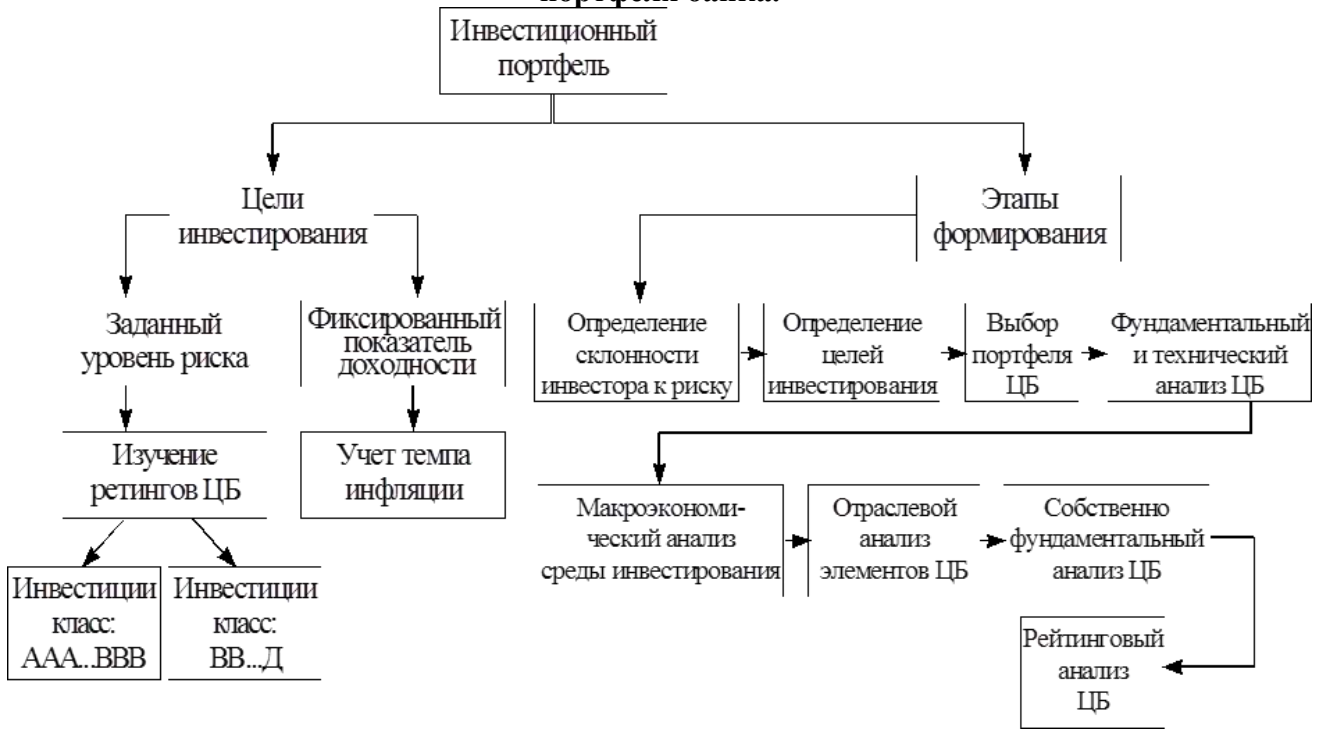 портфели банка.
Инвестиционный
портфель
Цели
инвестирования
Этапы
формирования
Заданный
уровень риска
Фиксированный
показатель
доходности
Определение
склонности
инвестора к риску
Определение
целей
инвестирования
Выбор
портфеля
ЦБ
Фундаментальный
и технический
анализ ЦБ
Изучение
ретингов ЦБ
Учет темпа
инфляции
Макроэкономи-
ческий анализ
среды инвестирования
Отраслевой
анализ
элементов ЦБ
Собственно
фундаментальный
анализ ЦБ
Инвестиции
класс:
ААА...ВВВ
Инвестиции
класс:
ВВ...Д
Рейтинговый
анализ
ЦБ